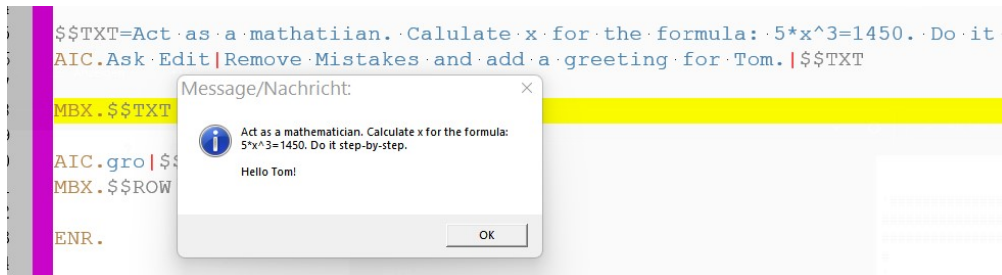 $$TXT=Act as a mathatiian. Calulate x for the formula: 5*x^3=1450. Do it
AIC.Ask Edit|Remove Mistakes and add a greeting for Tom.|$$TXT
Message/Nachricht:
MBX.$$TXT
Act as a mathematician. Calculate x for the formula:
5*x^3=1450. Do it step-by-step.
Hello Tom!
AIC.gro|$$
MBX.$$ROW
OK
ENR.